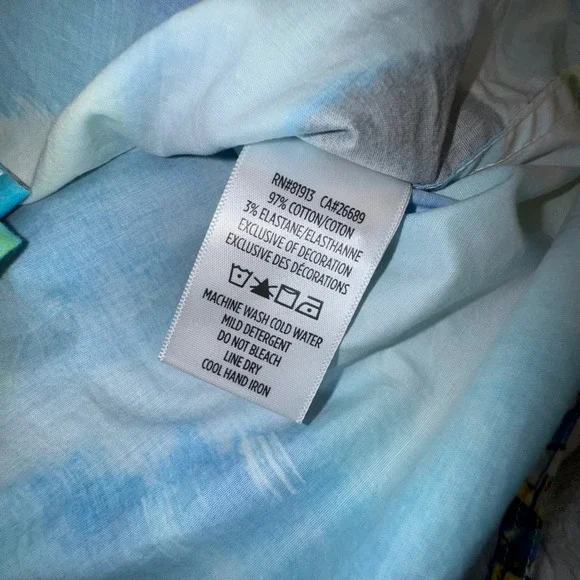 RN#81913 CA#26689
97% COTTON/COTON
3% ELASTANE/ELASTHANNE
EXCLUSIVE OF DECORATION
EXCLUSIVE DES DÉCORATIONS
MACHINE WASH COLD WATER
MILD DETERGENT
DO NOT BLEACH
LINE DRY
COOL HAND IRON